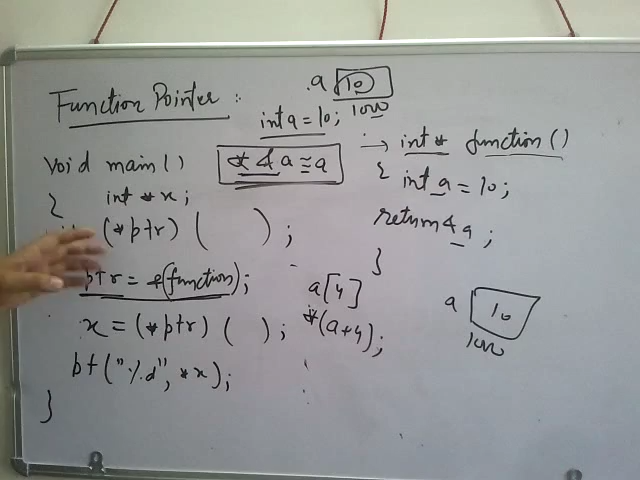 Function Pointer :
a 10
1000
int a = 10;
*&a ≅ a
void main()
{
int *x;
(*ptr) ( );
ptr = &(function);
x = (*ptr) ( );
pf("%d", *x);
}
→ int* function()
{
int a = 10;
return &a;
}
a[4]
*(a+4);
a 10
1000